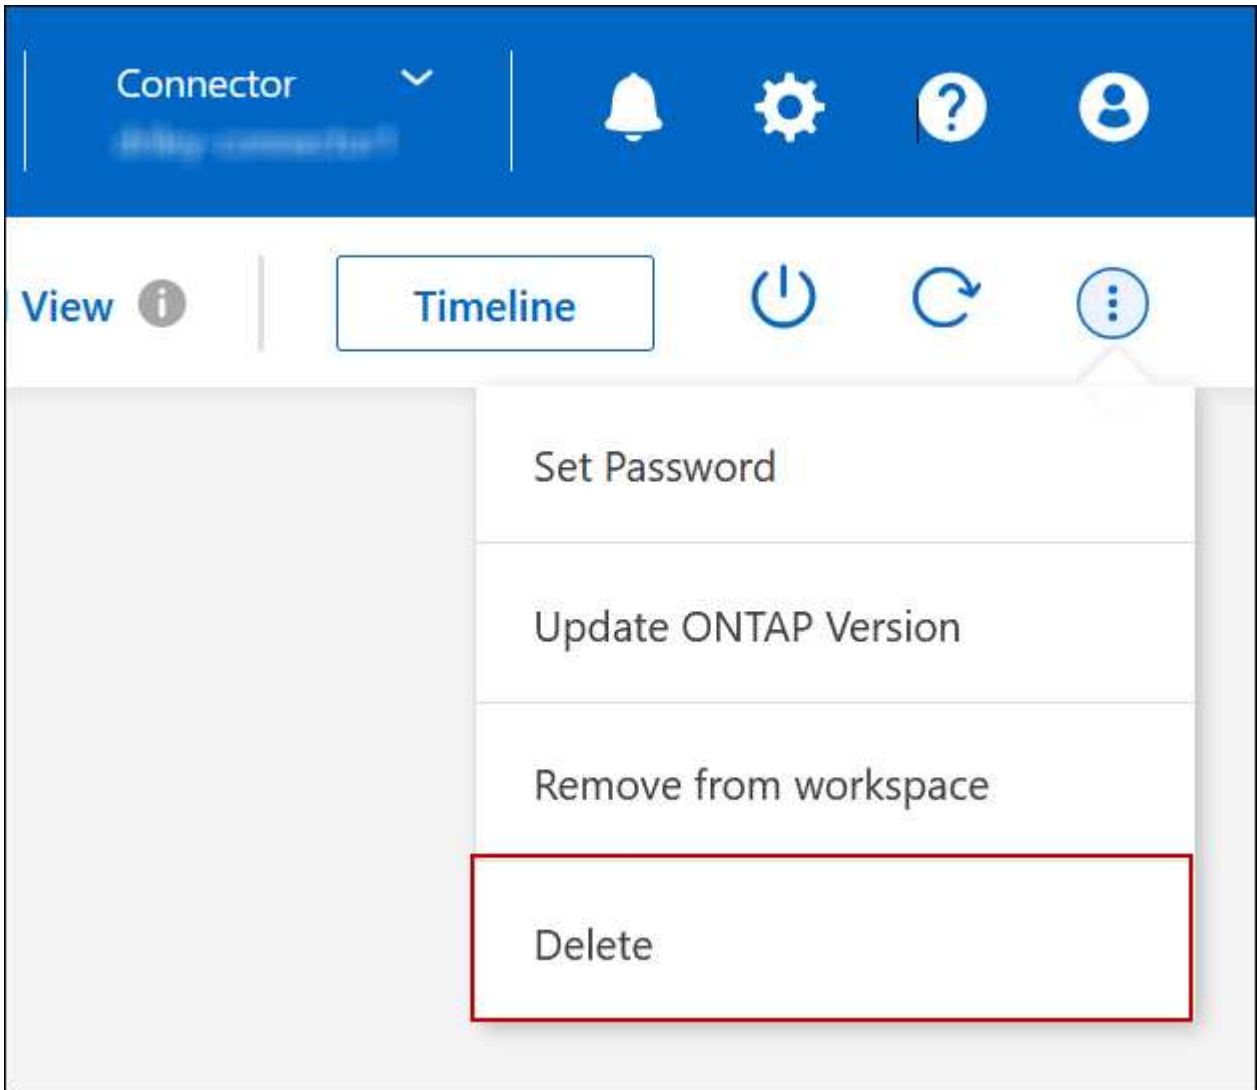 Connector
View
Timeline
Set Password
Update ONTAP Version
Remove from workspace
Delete